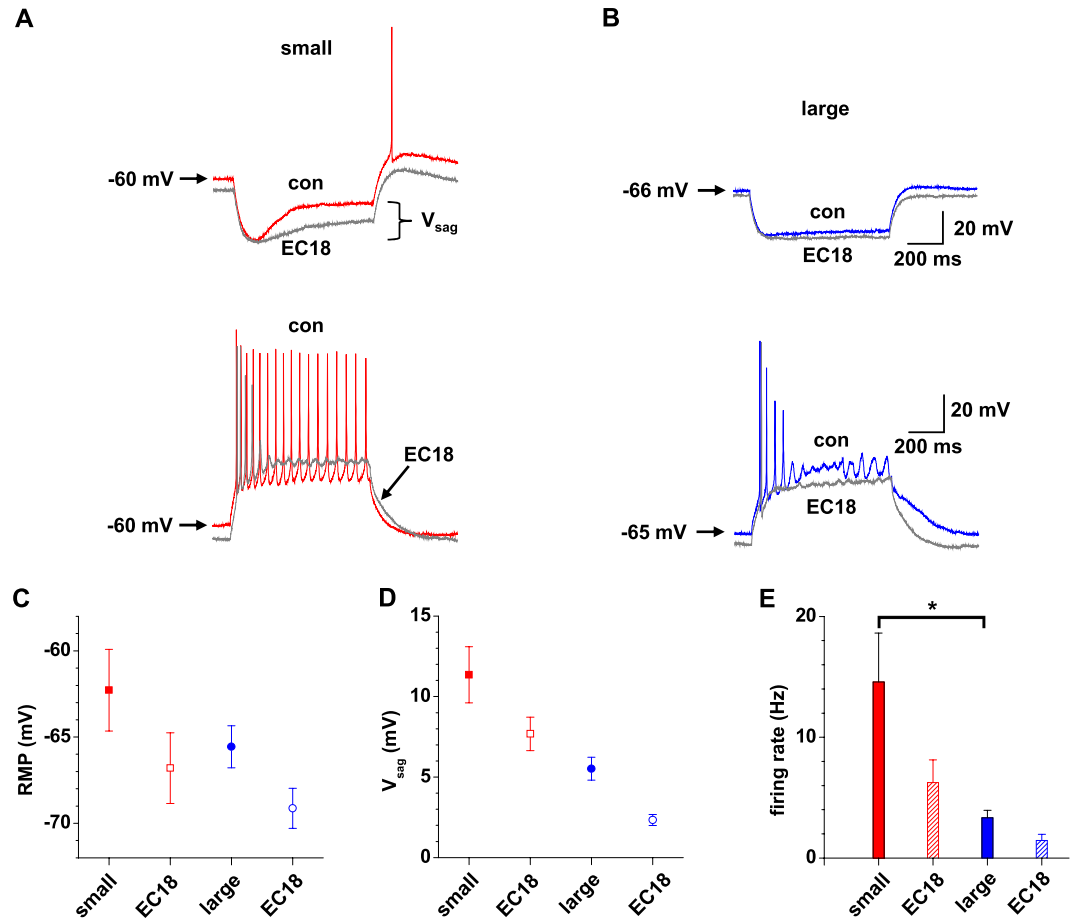 A
small
-60 mV
con
EC18
Vsag
con
EC18
-60 mV
B
large
-66 mV
con
EC18
20 mV
200 ms
20 mV
200 ms
con
EC18
-65 mV
C
RMP (mV)
-60
-65
-70
small
EC18
large
EC18
D
Vsag (mV)
15
10
5
0
small
EC18
large
EC18
E
firing rate (Hz)
20
10
0
*
small
EC18
large
EC18